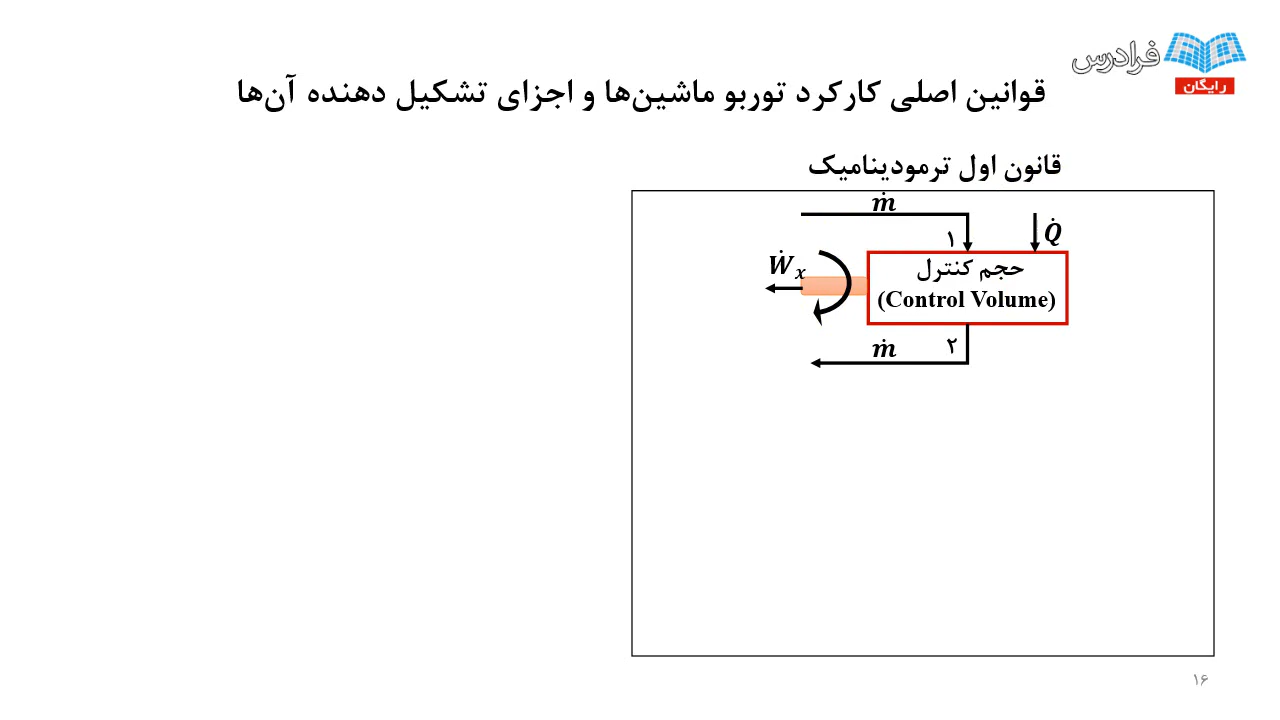 فرادرس
رایگان
قوانین اصلی کارکرد توربو ماشین‌ها و اجزای تشکیل دهنده آن‌ها
قانون اول ترمودینامیک
ṁ
۱
Q̇
Ẇₓ
حجم کنترل
(Control Volume)
ṁ
۲
۱۶